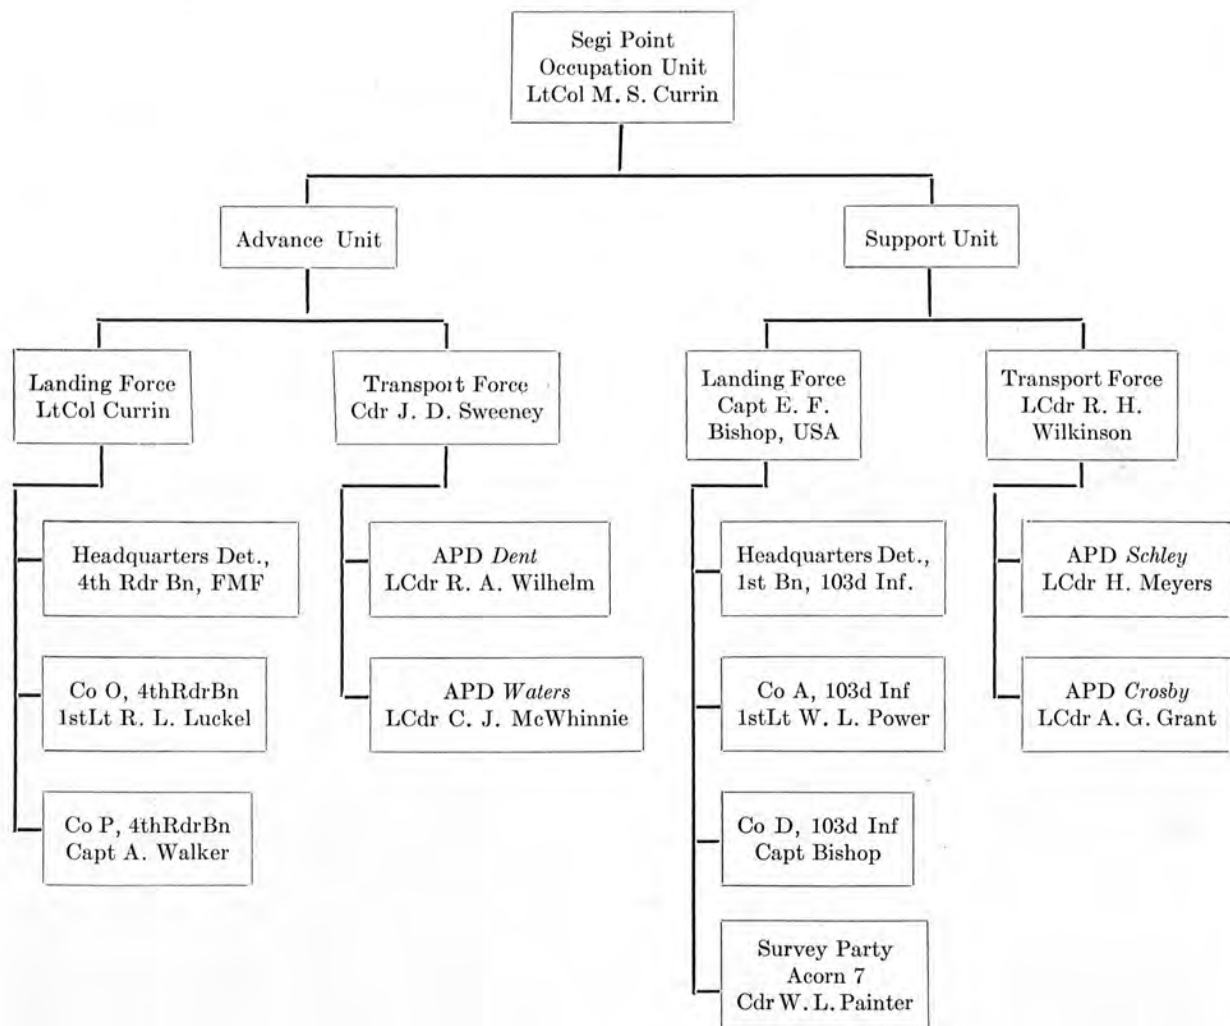 Segi Point
Occupation Unit
LtCol M. S. Currin
Advance Unit
Support Unit
Landing Force
LtCol Currin
Transport Force
Cdr J. D. Sweeney
Landing Force
Capt E. F.
Bishop, USA
Transport Force
LCdr R. H.
Wilkinson
Headquarters Det.,
4th Rdr Bn, FMF
APD Dent
LCdr R. A. Wilhelm
Headquarters Det.,
1st Bn, 103d Inf.
APD Schley
LCdr H. Meyers
Co O, 4thRdrBn
1stLt R. L. Luckel
APD Waters
LCdr C. J. McWhinnie
Co A, 103d Inf
1stLt W. L. Power
APD Crosby
LCdr A. G. Grant
Co P, 4thRdrBn
Capt A. Walker
Co D, 103d Inf
Capt Bishop
Survey Party
Acorn 7
Cdr W. L. Painter